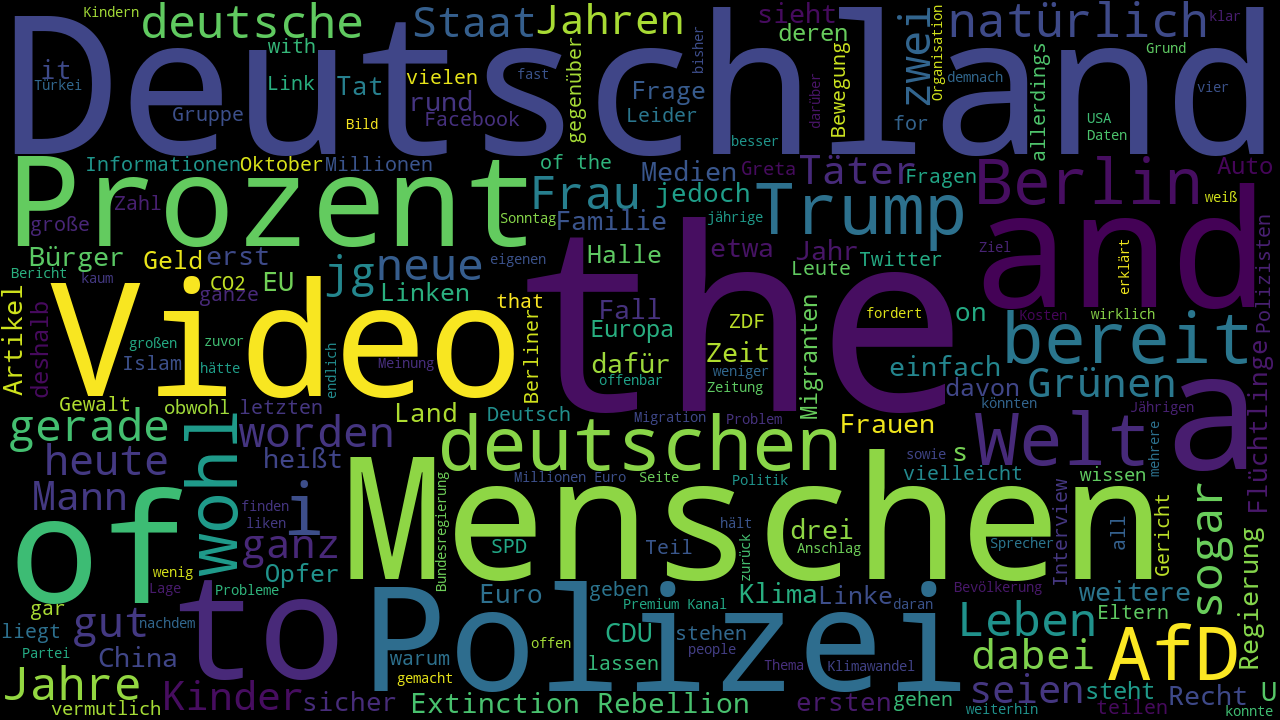 Kindern
deutsche
Staat
Jahren
sieht
natürlich
klar
Deutschland
with
it
Türkei
Link
Tat
vielen
fast
gegenüber
Frage
bisher
deren
darüber
Bewegung
zwei
Organisation
demnach
allerdings
Grund
vier
Gruppe
Bild
rund
Facebook
Leider
besser
for
USA
Daten
Informationen
Oktober
Millionen
of the
Medien
Greta
Täter
Fragen
Berlin
Auto
Prozent
große
Zahl
Sonntag
Frau
Familie
jedoch
jährige
Trump
weiß
and
Bürger
Bericht
kaum
Geld
erst
CO2
ganze
EU
jg
neue
eigenen
Linken
that
Halle
etwa
Jahr
Leute
Twitter
Ziel
erklärt
Polizisten
Artikel
deshalb
Video
the
Fall
Europa
ZDF
fordert
on
Kosten
wirklich
bereit
großen
zuvor
Islam
hätte
endlich
Meinung
Berliner
dafür
offenbar
Zeit
weniger
Zeitung
Migranten
einfach
davon
Grünen
könnten
Jährigen
a
Gewalt
obwohl
letzten
Land
Deutsch
Migration
Problem
Frauen
gerade
wohl
worden
deutschen
sowie
s
Welt
mehrere
Flüchtlinge
heute
heißt
Millionen Euro
Seite
Politik
vielleicht
wissen
Mann
of
i
finden
liken
ganz
Bundesregierung
Menschen
SPD
Teil
hält
zurück
drei
Anschlag
Sprecher
Interview
all
Gericht
sogar
Regierung
wenig
Lage
Probleme
Opfer
gar
to
Polizei
Euro
geben
Premium Kanal
Klima
Linke
daran
Bevölkerung
weitere
Eltern
liegt
gut
nachdem
Leben
Partei
China
warum
gemacht
offen
CDU
lassen
stehen
people
Thema
Klimawandel
dabei
AfD
Jahre
vermutlich
Kinder
sicher
Extinction Rebellion
ersten
gehen
seien
weiterhin
steht
teilen
Recht
u
konnte